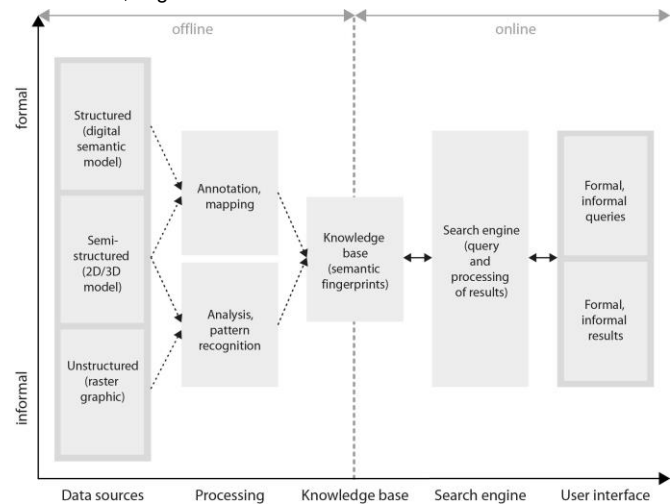 offline
online
formal
informal
Structured
(digital
semantic
model)
Semi-
structured
(2D/3D
model)
Unstructured
(raster
graphic)
Annotation,
mapping
Analysis,
pattern
recognition
Knowledge
base
(semantic
fingerprints)
Search engine
(query
and
processing
of results)
Formal,
informal
queries
Formal,
informal
results
Data sources
Processing
Knowledge base
Search engine
User interface